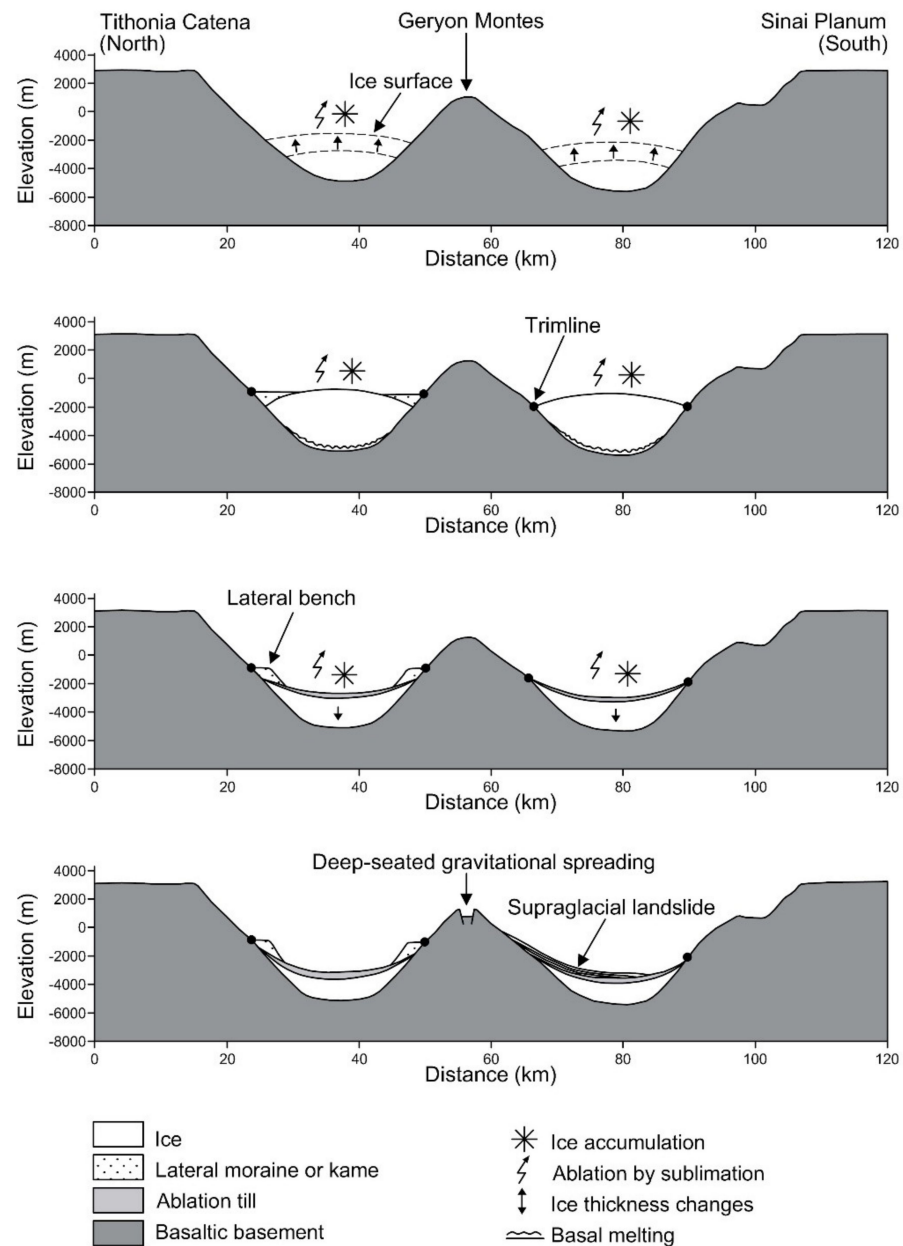 Tithonia Catena
(North)
Geryon Montes
Sinai Planum
(South)
Elevation (m)
4000
2000
0
-2000
-4000
-6000
-8000
Ice surface
0 20 40 60 80 100 120
Distance (km)
Elevation (m)
4000
2000
0
-2000
-4000
-6000
-8000
Trimline
0 20 40 60 80 100 120
Distance (km)
Elevation (m)
4000
2000
0
-2000
-4000
-6000
-8000
Lateral bench
0 20 40 60 80 100 120
Distance (km)
Elevation (m)
4000
2000
0
-2000
-4000
-6000
-8000
Deep-seated gravitational spreading
Supraglacial landslide
0 20 40 60 80 100 120
Distance (km)
Ice
Lateral moraine or kame
Ablation till
Basaltic basement
Ice accumulation
Ablation by sublimation
Ice thickness changes
Basal melting